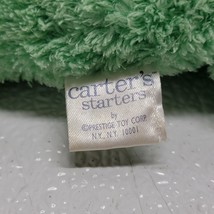 carter's
starters
by
©PRESTIGE TOY CORP
N.Y. N.Y. 10001